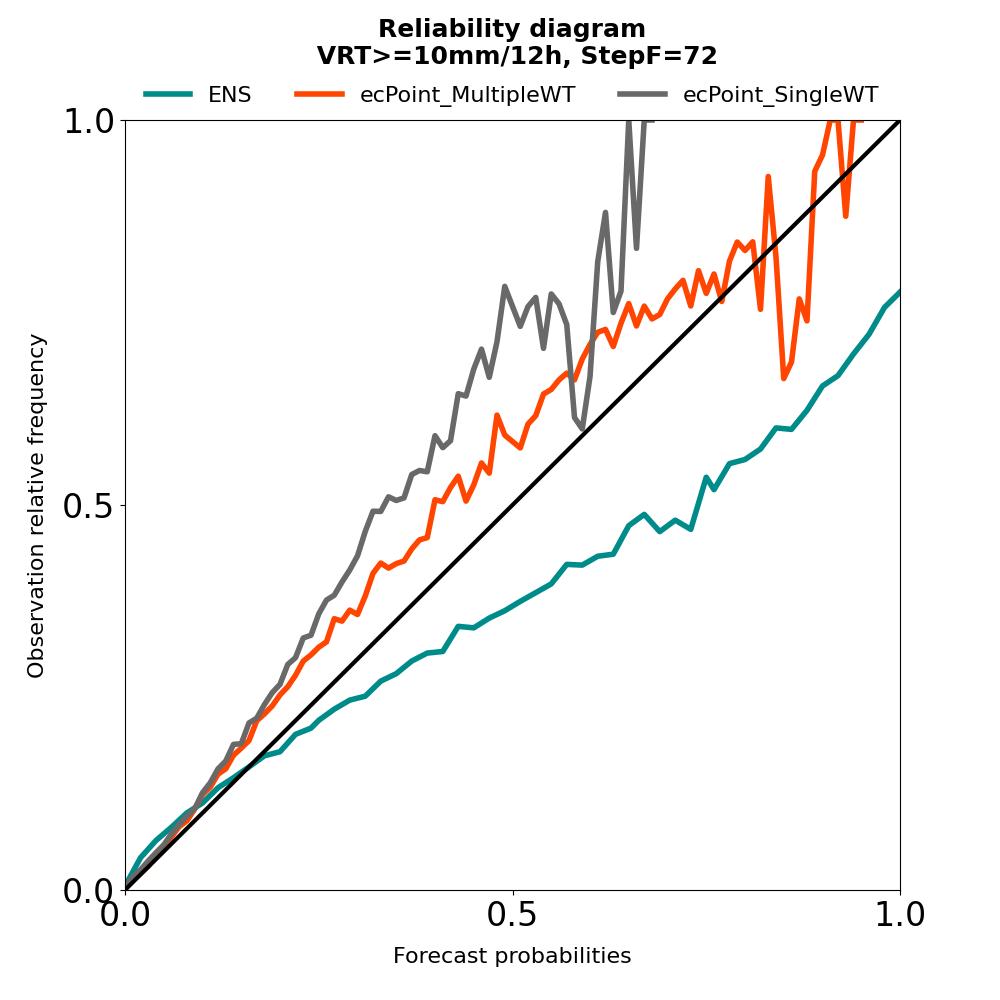 Reliability diagram
VRT>=10mm/12h, StepF=72
ENS ecPoint_MultipleWT ecPoint_SingleWT
1.0
0.5
0.0
0.0 0.5 1.0
Observation relative frequency
Forecast probabilities